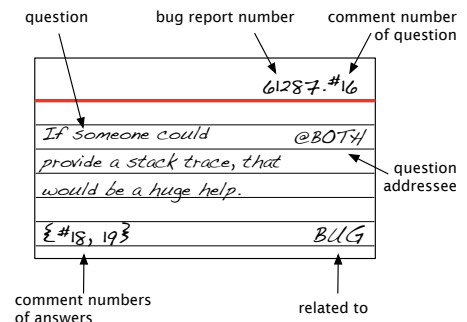 question
bug report number
comment number
of question
61287.#16
If someone could
@BOTH
provide a stack trace, that
would be a huge help.
question
addressee
{#18, 19}
BUG
comment numbers
of answers
related to